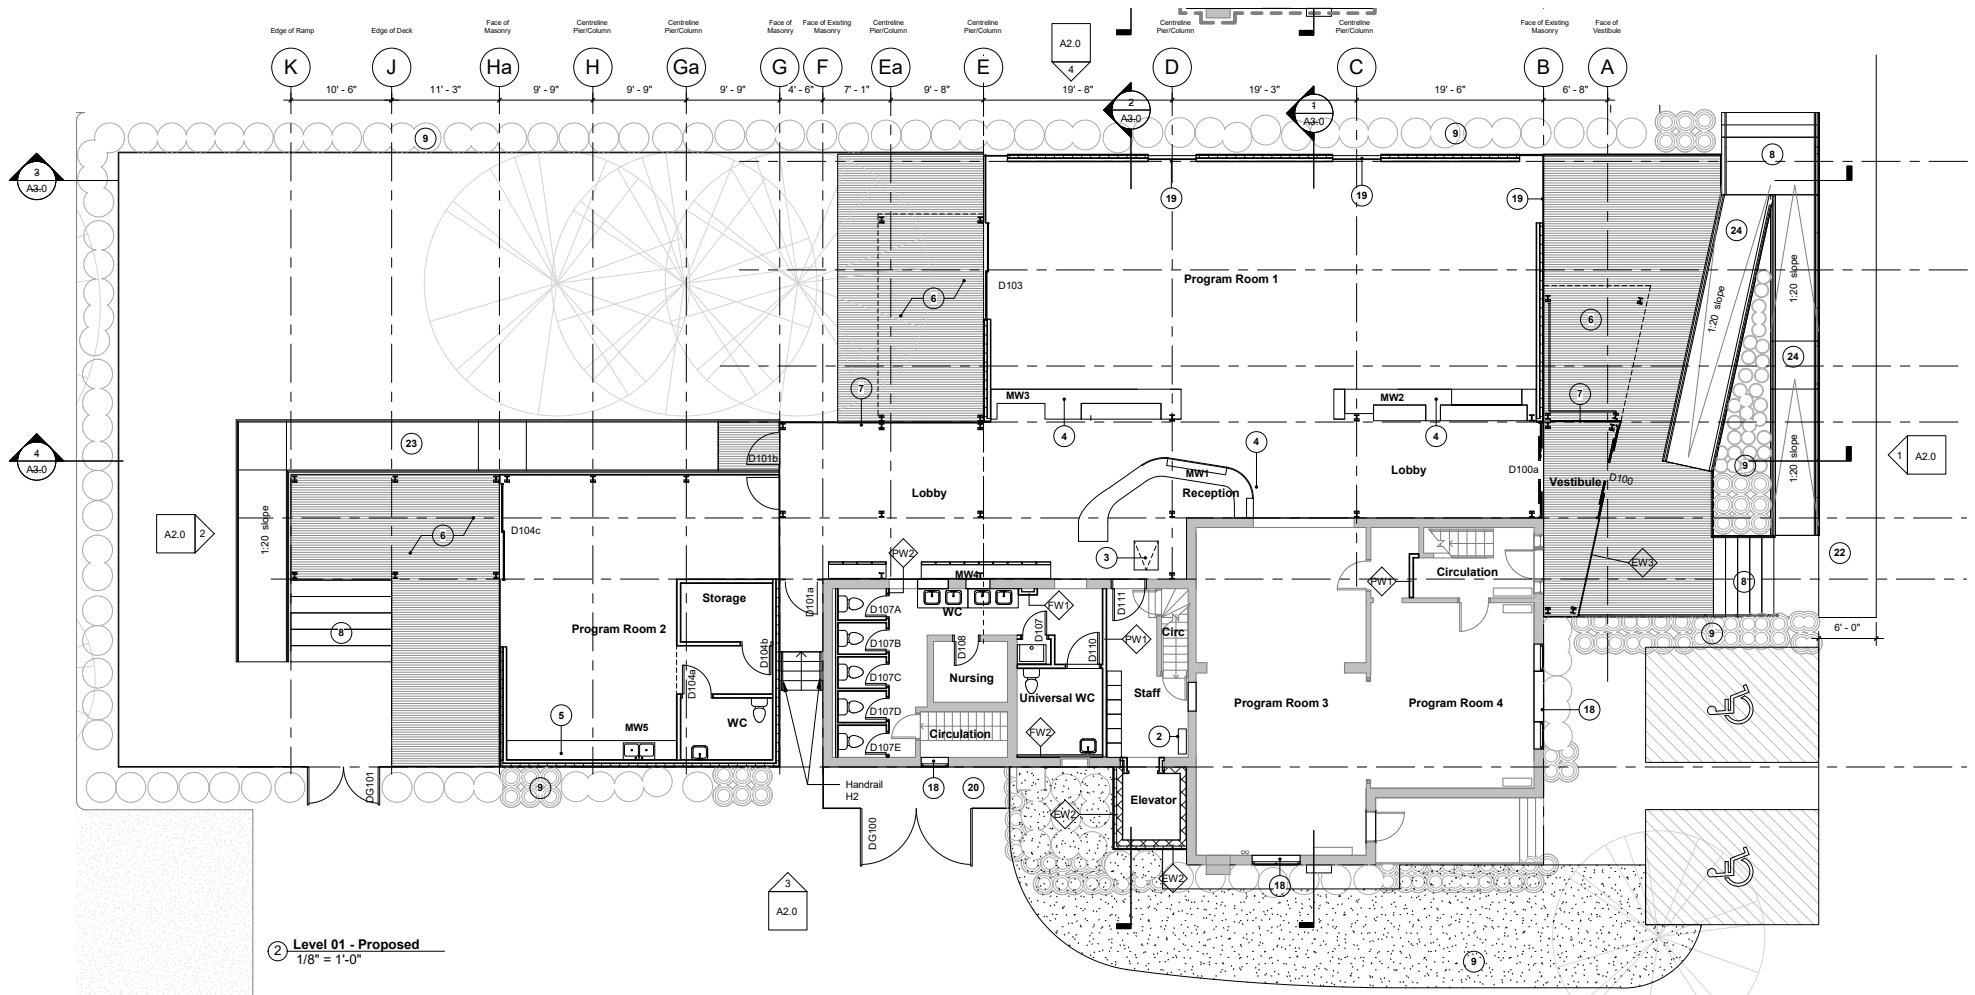 Edge of Ramp
Edge of Deck
Face of
Masonry
Centreline
Pier/Column
Centreline
Pier/Column
Face of
Masonry
Face of Existing
Masonry
Centreline
Pier/Column
Centreline
Pier/Column
Centreline
Pier/Column
Centreline
Pier/Column
Face of Existing
Masonry
Face of
Vestibule
A2.0
4
K
J
Ha
H
Ga
G
F
Ea
E
D
C
B
A
10' - 6"
11' - 3"
9' - 9"
9' - 9"
9' - 9"
4' - 6"
7' - 1"
9' - 8"
19' - 8"
19' - 3"
19' - 6"
6' - 8"
2
A3.0
1
A3.0
9
9
8
3
A3.0
19
19
19
24
6
D103
Program Room 1
1:20 slope
1:20 slope
6
24
7
MW3
4
MW2
4
7
23
4
A3.0
D101b
4
MW1
Reception
Lobby
Lobby
D100a
Vestibule
D100
9
1:20 slope
1
A2.0
A2.0
2
1:20 slope
6
D104c
PW2
3
MW4
Circulation
PW1
EW3
22
8
Storage
D101a
D107A
WC
FW1
D111
Program Room 2
8
D107B
D108
D107
D110
PW1
Circ
9
6' - 0"
D104b
D104a
D107C
Nursing
Universal WC
Staff
Program Room 3
Program Room 4
18
5
MW5
WC
D107D
D107E
Circulation
FW2
2
DG101
9
Handrail
H2
18
20
Elevator
EW2
DG100
EW2
18
3
A2.0
2
Level 01 - Proposed
1/8" = 1'-0"
9